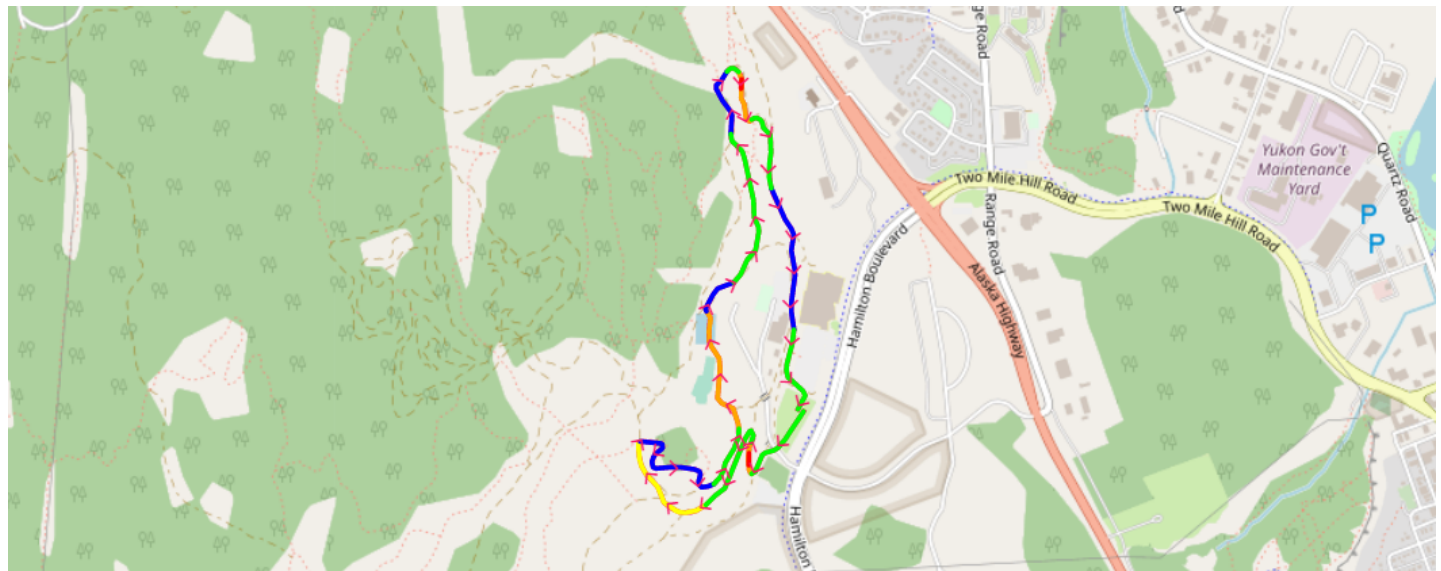 ge Road
d
Two Mile Hill Road
Range Road
Two Mile Hill Road
Yukon Gov't
Maintenance
Yard
Quartz Road
P
P
Hamilton Boulevard
Alaska Highway
Hamilton B